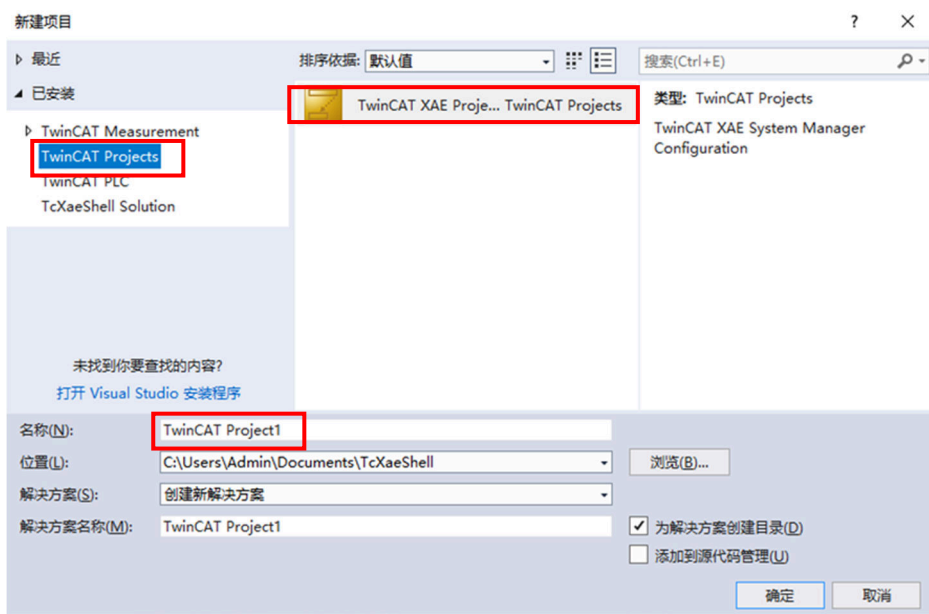 新建项目
?
最近
排序依据: 默认值
搜索(Ctrl+E)
已安装
TwinCAT XAE Proje... TwinCAT Projects
类型: TwinCAT Projects
TwinCAT Measurement
TwinCAT XAE System Manager
Configuration
TwinCAT Projects
TwinCAT PLC
TcXaeShell Solution
未找到你要查找的内容?
打开 Visual Studio 安装程序
名称(N): TwinCAT Project1
位置(L): C:\Users\Admin\Documents\TcXaeShell 浏览(B)...
解决方案(S): 创建新解决方案
解决方案名称(M): TwinCAT Project1 为解决方案创建目录(D)
添加到源代码管理(U)
确定 取消